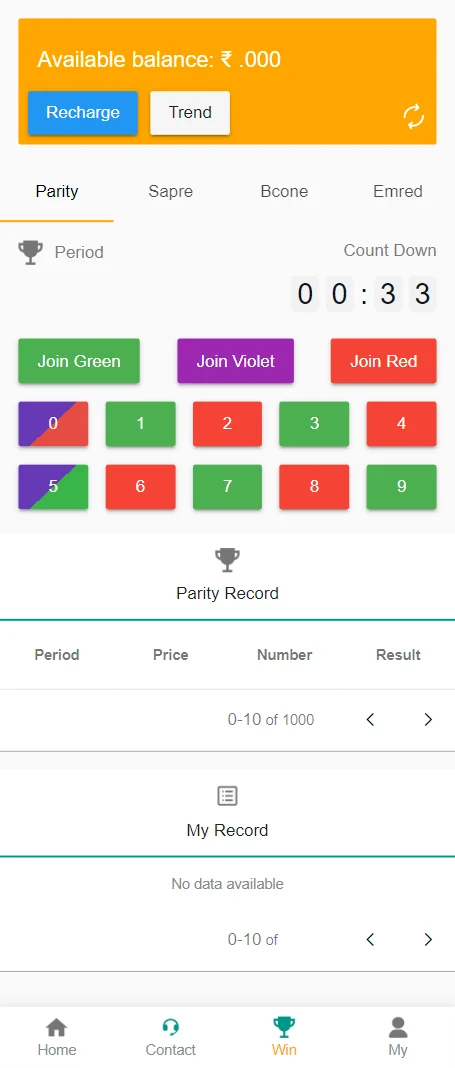 Available balance: ₹ .000
Recharge Trend
Parity Sapre Bcone Emred
Period Count Down
0 0 : 3 3
Join Green Join Violet Join Red
0 1 2 3 4
5 6 7 8 9
Parity Record
Period Price Number Result
0-10 of 1000
My Record
No data available
0-10 of
Home Contact Win My